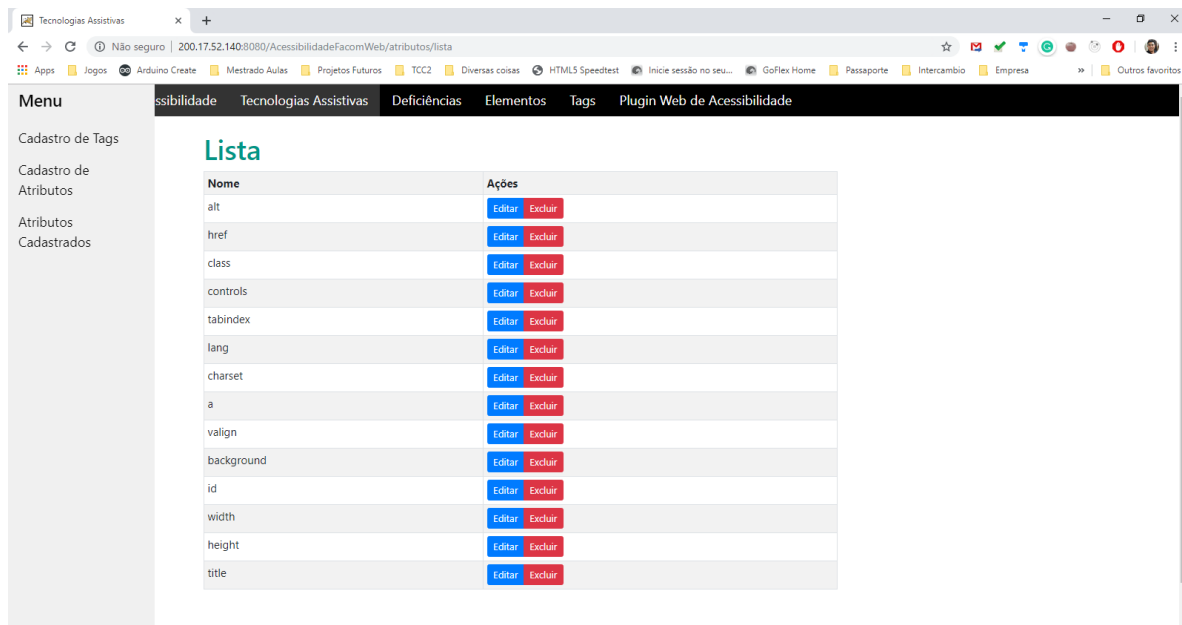 Tecnologias Assistivas
Não seguro 200.17.52.140:8080/AcessibilidadeFacomWeb/atributos/lista
Apps Jogos Arduino Create Mestrado Aulas Projetos Futuros TCC2 Diversas coisas HTML5 Speedtest Inicie sessão no seu... GoFlex Home Passaporte Intercambio Empresa » Outros favoritos
Menu
ssibilidade Tecnologias Assistivas Deficiências Elementos Tags Plugin Web de Acessibilidade
Cadastro de Tags
Cadastro de
Atributos
Atributos
Cadastrados
Lista
Nome Ações
alt Editar Excluir
href Editar Excluir
class Editar Excluir
controls Editar Excluir
tabindex Editar Excluir
lang Editar Excluir
charset Editar Excluir
a Editar Excluir
valign Editar Excluir
background Editar Excluir
id Editar Excluir
width Editar Excluir
height Editar Excluir
title Editar Excluir